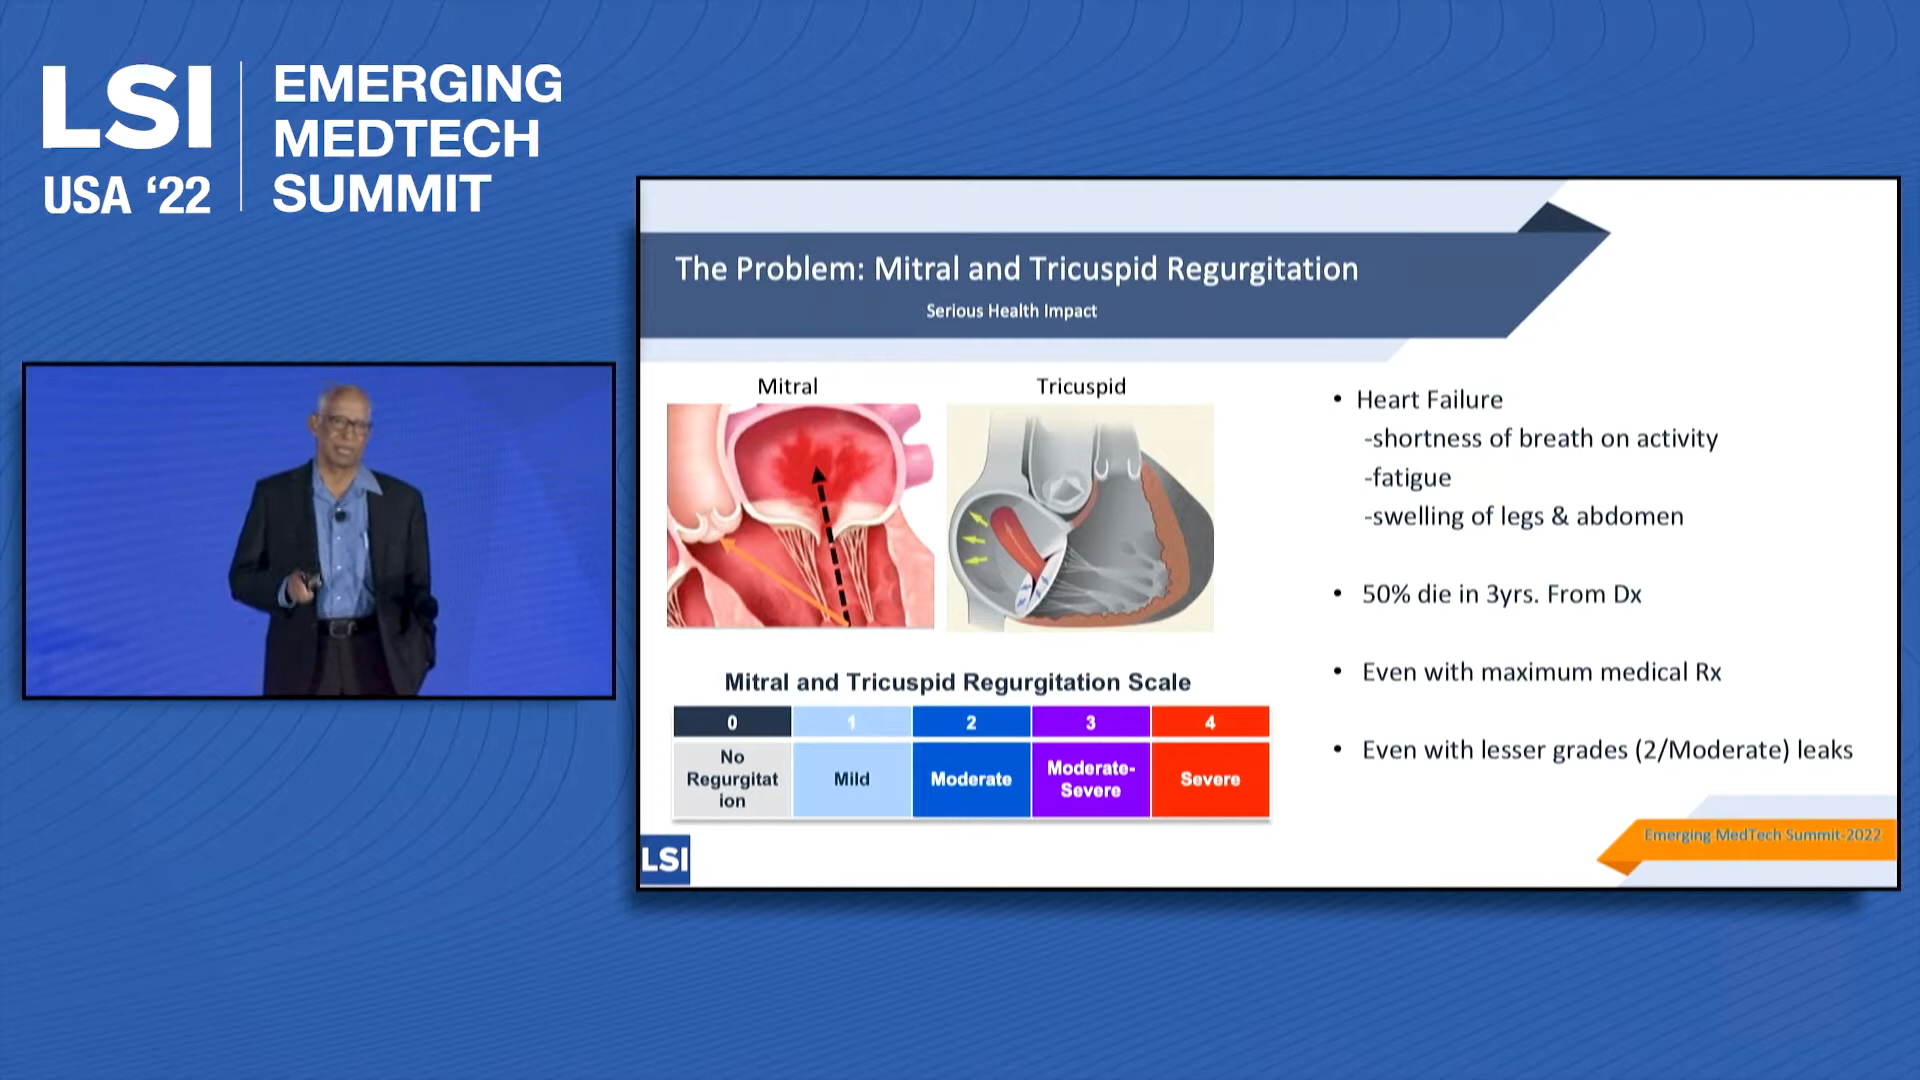 LSI
USA ‘22
EMERGING
MEDTECH
SUMMIT
The Problem: Mitral and Tricuspid Regurgitation
Serious Health Impact
Mitral
Tricuspid
• Heart Failure
-shortness of breath on activity
-fatigue
-swelling of legs & abdomen
• 50% die in 3yrs. From Dx
• Even with maximum medical Rx
• Even with lesser grades (2/Moderate) leaks
Mitral and Tricuspid Regurgitation Scale
0 1 2 3 4
No
Regurgitat
ion
Mild
Moderate
Moderate-
Severe
Severe
LSI
Emerging MedTech Summit-2022